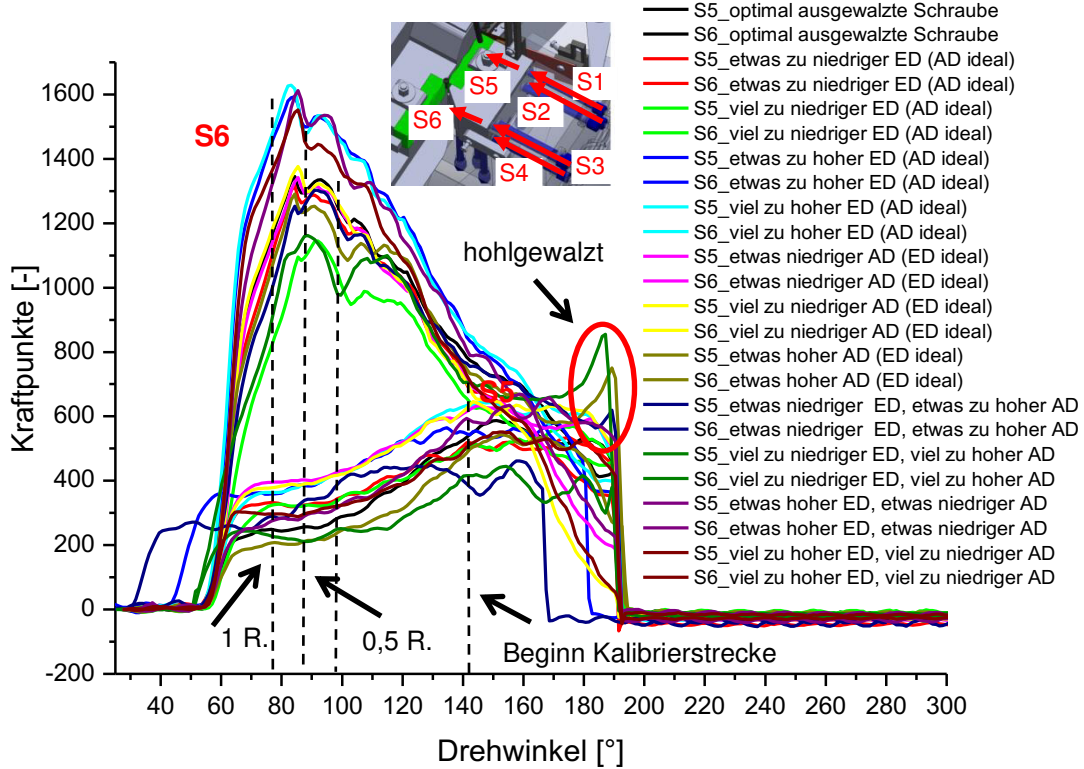 S5_optimal ausgewalzte Schraube
S6_optimal ausgewalzte Schraube
S5_etwas zu niedriger ED (AD ideal)
S6_etwas zu niedriger ED (AD ideal)
S5_viel zu niedriger ED (AD ideal)
S6_viel zu niedriger ED (AD ideal)
S5_etwas zu hoher ED (AD ideal)
S6_etwas zu hoher ED (AD ideal)
S5_viel zu hoher ED (AD ideal)
S6_viel zu hoher ED (AD ideal)
S5_etwas niedriger AD (ED ideal)
S6_etwas niedriger AD (ED ideal)
S5_viel zu niedriger AD (ED ideal)
S6_viel zu niedriger AD (ED ideal)
S5_etwas hoher AD (ED ideal)
S6_etwas hoher AD (ED ideal)
S5_etwas niedriger  ED, etwas zu hoher AD
S6_etwas niedriger  ED, etwas zu hoher AD
S5_viel zu niedriger ED, viel zu hoher AD
S6_viel zu niedriger ED, viel zu hoher AD
S5_etwas hoher ED, etwas niedriger AD
S6_etwas hoher ED, etwas niedriger AD
S5_viel zu hoher ED, viel zu niedriger AD
S6_viel zu hoher ED, viel zu niedriger AD
S5
S1
S2
S6
S4
S3
S6
hohlgewalzt
S5
1 R.
0,5 R.
Beginn Kalibrierstrecke
Kraftpunkte [-]
1600
1400
1200
1000
800
600
400
200
0
-200
40 60 80 100 120 140 160 180 200 220 240 260 280 300
Drehwinkel [°]